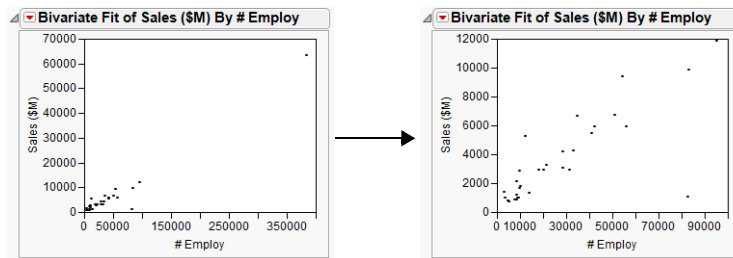 Bivariate Fit of Sales ($M) By # Employ
70000
60000
50000
40000
30000
20000
10000
0
Sales ($M)
0 50000 150000 250000 350000
# Employ
Bivariate Fit of Sales ($M) By # Employ
12000
10000
8000
6000
4000
2000
0
Sales ($M)
0 10000 30000 50000 70000 90000
# Employ